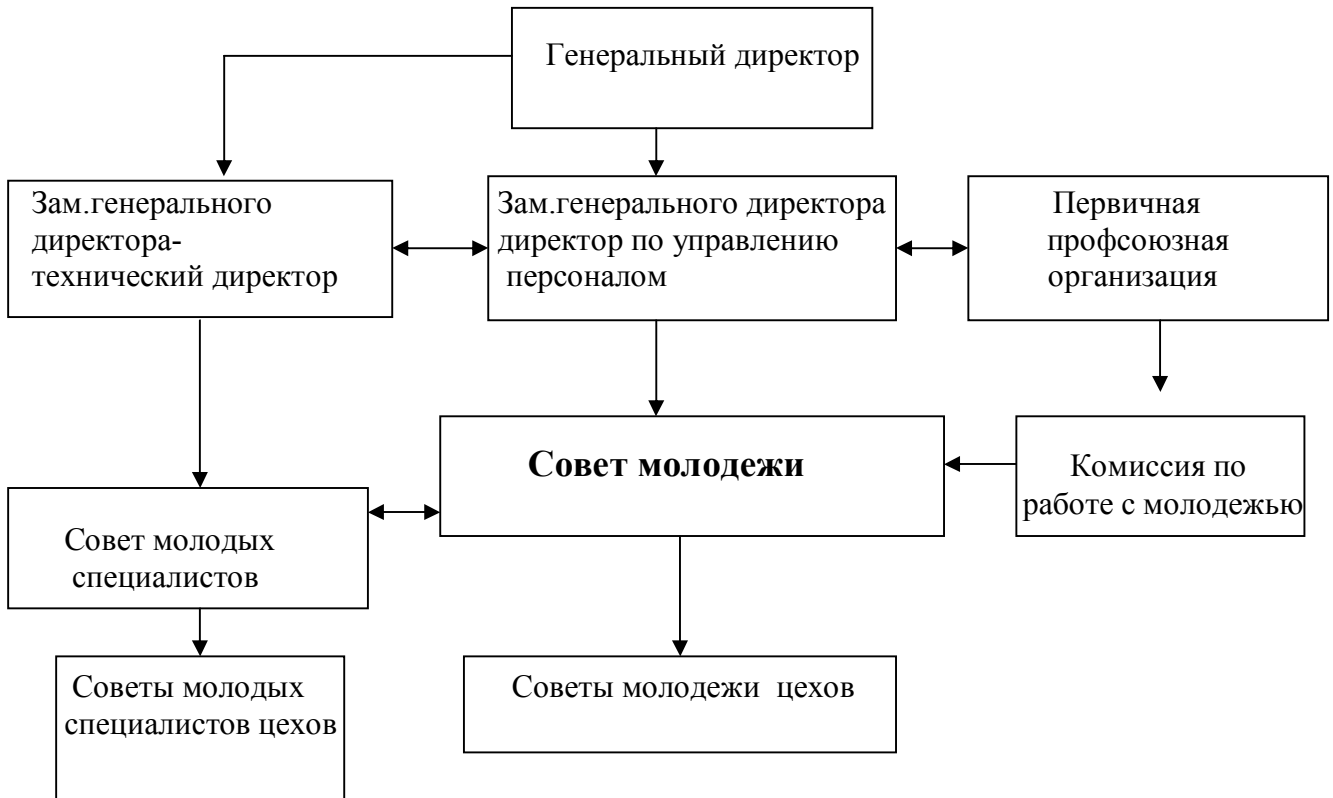 Генеральный директор
Зам.генерального
директора-
технический директор
Зам.генерального директора
директор по управлению
персоналом
Первичная
профсоюзная
организация
Совет молодежи
Комиссия по
работе с молодежью
Совет молодых
специалистов
Советы молодых
специалистов цехов
Советы молодежи цехов